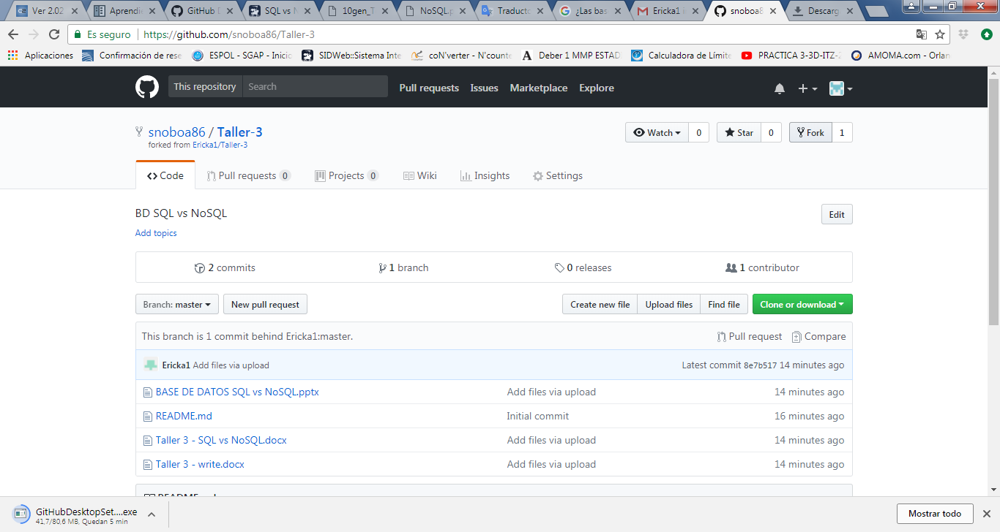 Ver 2.02
Aprendi
GitHub D
SQL vs N
10gen_T
NoSQL.p
Traducto
¿Las bas
Ericka1 i
snoboa8
Descarg
Es seguro
https://github.com/snoboa86/Taller-3
Aplicaciones
Confirmación de rese
ESPOL - SGAP - Inicio
SIDWeb::Sistema Inte
coN'verter - N'counte
Deber 1 MMP ESTAD
Calculadora de Límite
PRACTICA 3-3D-ITZ-2
AMOMA.com - Orlan
This repository
Search
Pull requests
Issues
Marketplace
Explore
snoboa86 / Taller-3
forked from Ericka1/Taller-3
Watch 0
Star 0
Fork 1
Code
Pull requests 0
Projects 0
Wiki
Insights
Settings
BD SQL vs NoSQL
Edit
Add topics
2 commits
1 branch
0 releases
1 contributor
Branch: master
New pull request
Create new file
Upload files
Find file
Clone or download
This branch is 1 commit behind Ericka1:master.
Pull request
Compare
Ericka1 Add files via upload
Latest commit 8e7b517 14 minutes ago
BASE DE DATOS SQL vs NoSQL.pptx
Add files via upload
14 minutes ago
README.md
Initial commit
16 minutes ago
Taller 3 - SQL vs NoSQL.docx
Add files via upload
14 minutes ago
Taller 3 - write.docx
Add files via upload
14 minutes ago
README.md
GitHubDesktopSet....exe
41,7/80,6 MB, Quedan 5 min
Mostrar todo